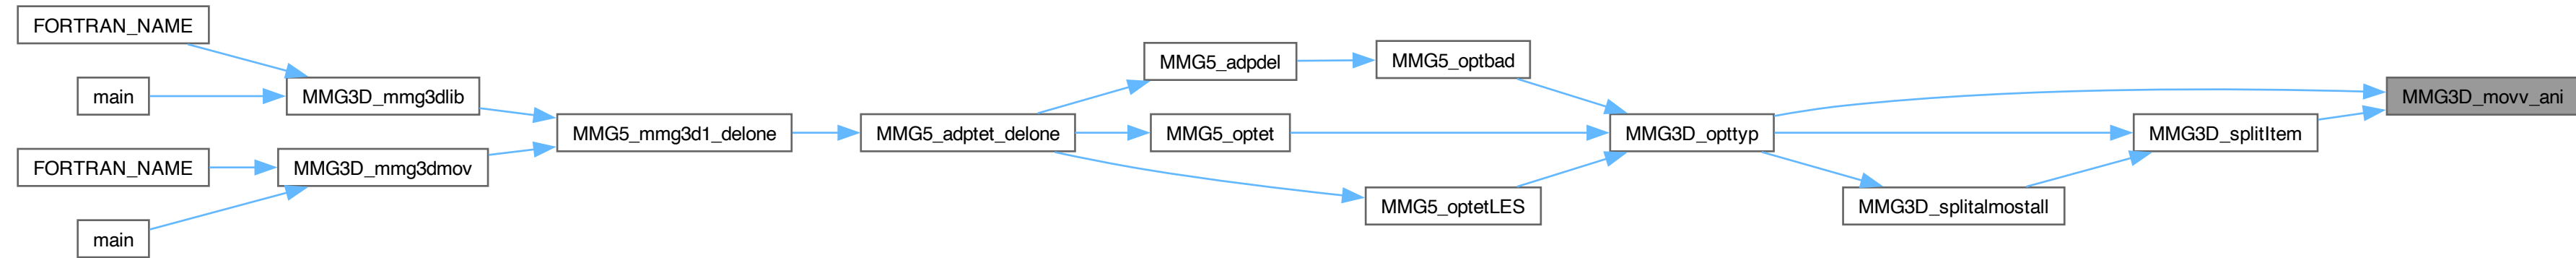 FORTRAN_NAME
main
MMG3D_mmg3dlib
FORTRAN_NAME
MMG3D_mmg3dmov
main
MMG5_mmg3d1_delone
MMG5_adptet_delone
MMG5_adpdel
MMG5_optet
MMG5_optbad
MMG5_optetLES
MMG3D_opttyp
MMG3D_splitalmostall
MMG3D_splitItem
MMG3D_movv_ani